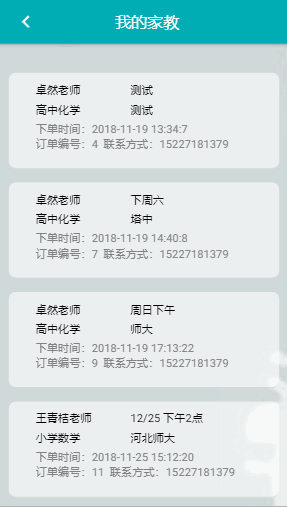 我的家教
卓然老师 测试
高中化学 测试
下单时间：2018-11-19 13:34:7
订单编号：4 联系方式：15227181379
卓然老师 下周六
高中化学 塔中
下单时间：2018-11-19 14:40:8
订单编号：7 联系方式：15227181379
卓然老师 周日下午
高中化学 师大
下单时间：2018-11-19 17:13:22
订单编号：9 联系方式：15227181379
王青桔老师 12/25 下午2点
小学数学 河北师大
下单时间：2018-11-25 15:12:20
订单编号：11 联系方式：15227181379